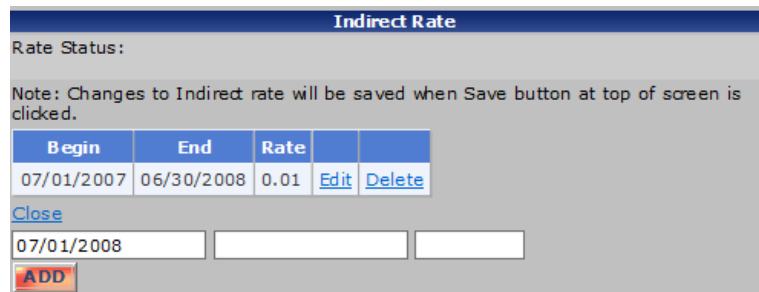 Indirect Rate
Rate Status:
Note: Changes to Indirect rate will be saved when Save button at top of screen is
clicked.
Begin End Rate
07/01/2007 06/30/2008 0.01 Edit Delete
Close
07/01/2008
ADD